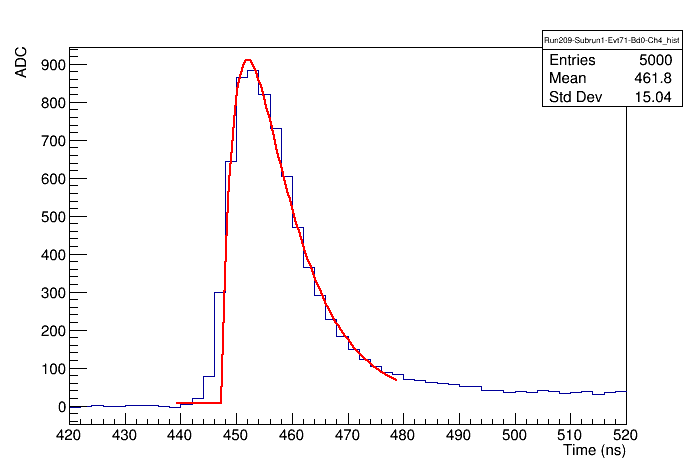 Run209-Subrun1-Evt71-Bd0-Ch4_hist
Entries 5000
Mean 461.8
Std Dev 15.04
ADC
900
800
700
600
500
400
300
200
100
0
420 430 440 450 460 470 480 490 500 510 520
Time (ns)